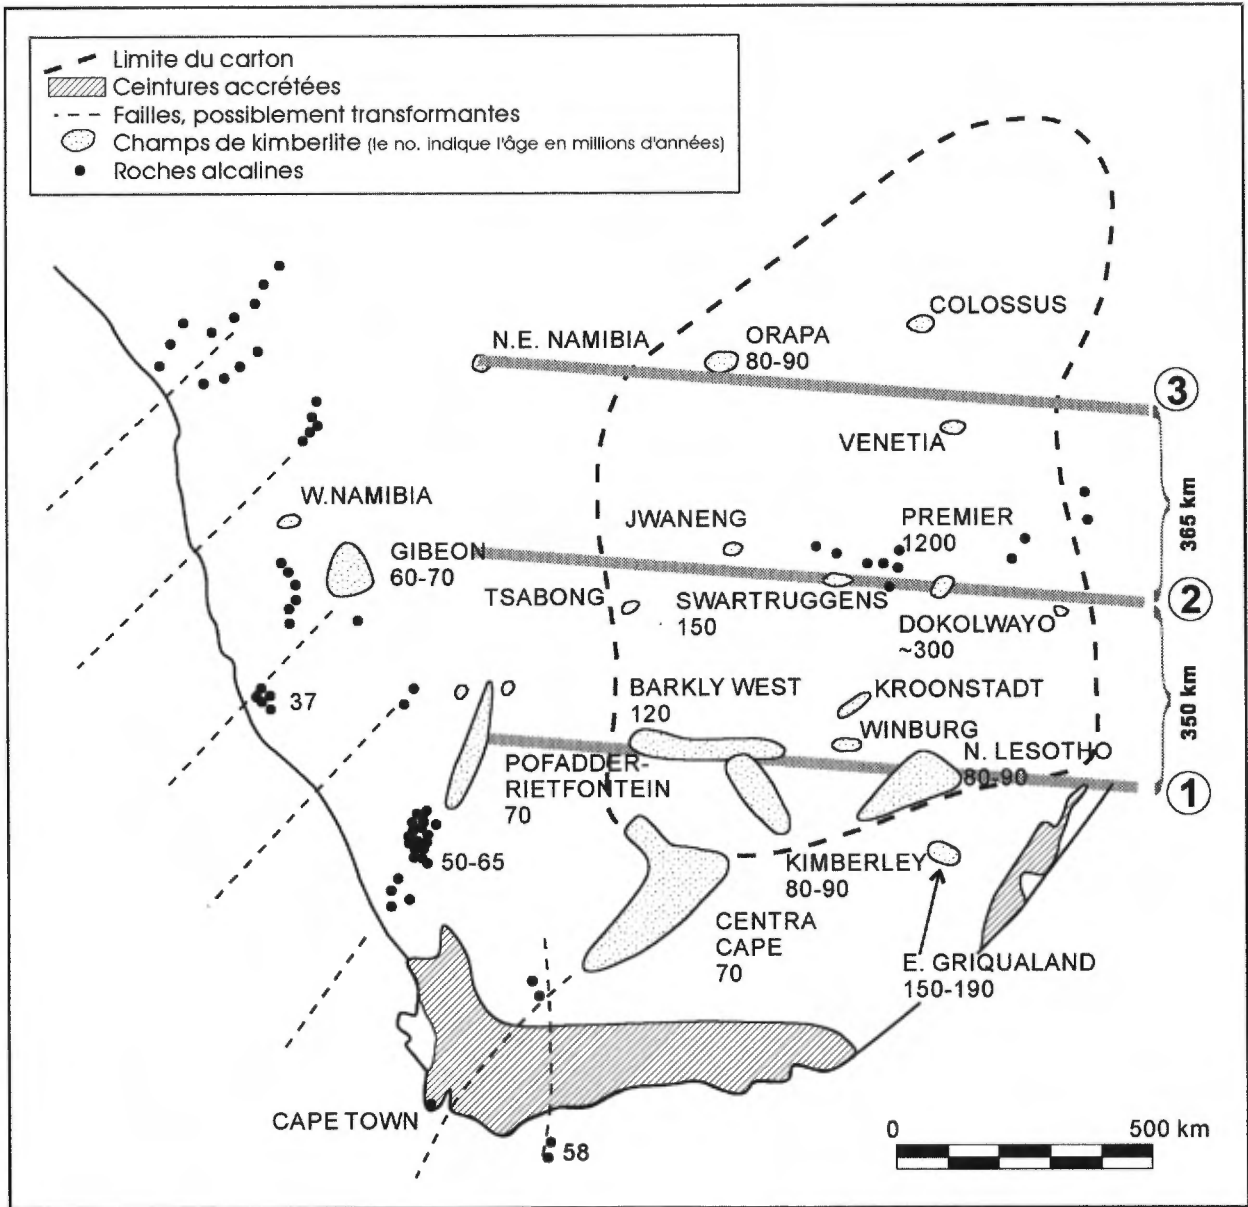 Limite du carton
Ceintures accrétées
Failles, possiblement transformantes
Champs de kimberlite (le no. indique l'âge en millions d'années)
Roches alcalines
COLOSSUS
N.E. NAMIBIA
ORAPA
80-90
3
VENETIA
W.NAMIBIA
JWANENG
PREMIER
1200
365 km
GIBEON
60-70
TSABONG
SWARTRUGGENS
150
2
DOKOLWAYO
~300
37
BARKLY WEST
120
KROONSTADT
WINBURG
350 km
N. LESOTHO
80-90
POFADDER-
RIETFONTEIN
70
1
50-65
KIMBERLEY
80-90
CENTRA
CAPE
70
E. GRIQUALAND
150-190
CAPE TOWN
58
0 500 km